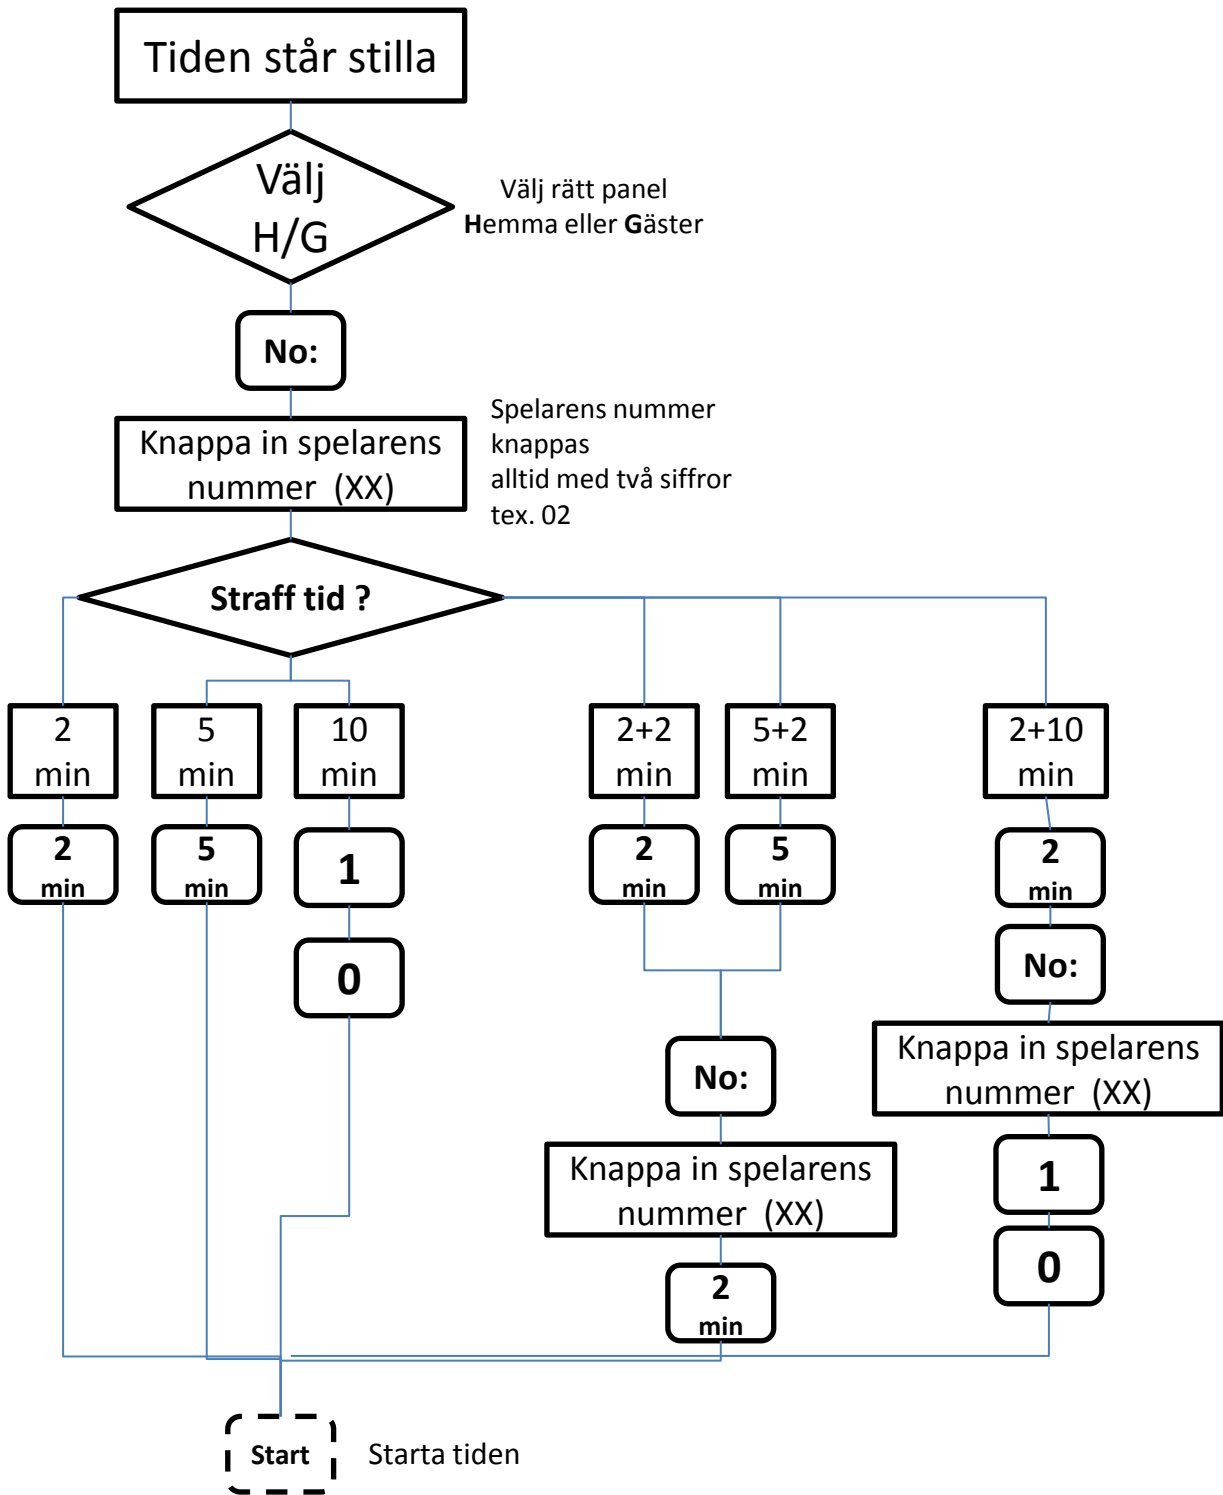 Tiden står stilla
Välj
H/G
Välj rätt panel
Hemma eller Gäster
No:
Knappa in spelarens
nummer (XX)
Spelarens nummer
knappas
alltid med två siffror
tex. 02
Straff tid ?
2
min
5
min
10
min
2+2
min
5+2
min
2+10
min
2
min
5
min
1
0
2
min
5
min
2
min
No:
No:
Knappa in spelarens
nummer (XX)
Knappa in spelarens
nummer (XX)
2
min
1
0
Start
Starta tiden